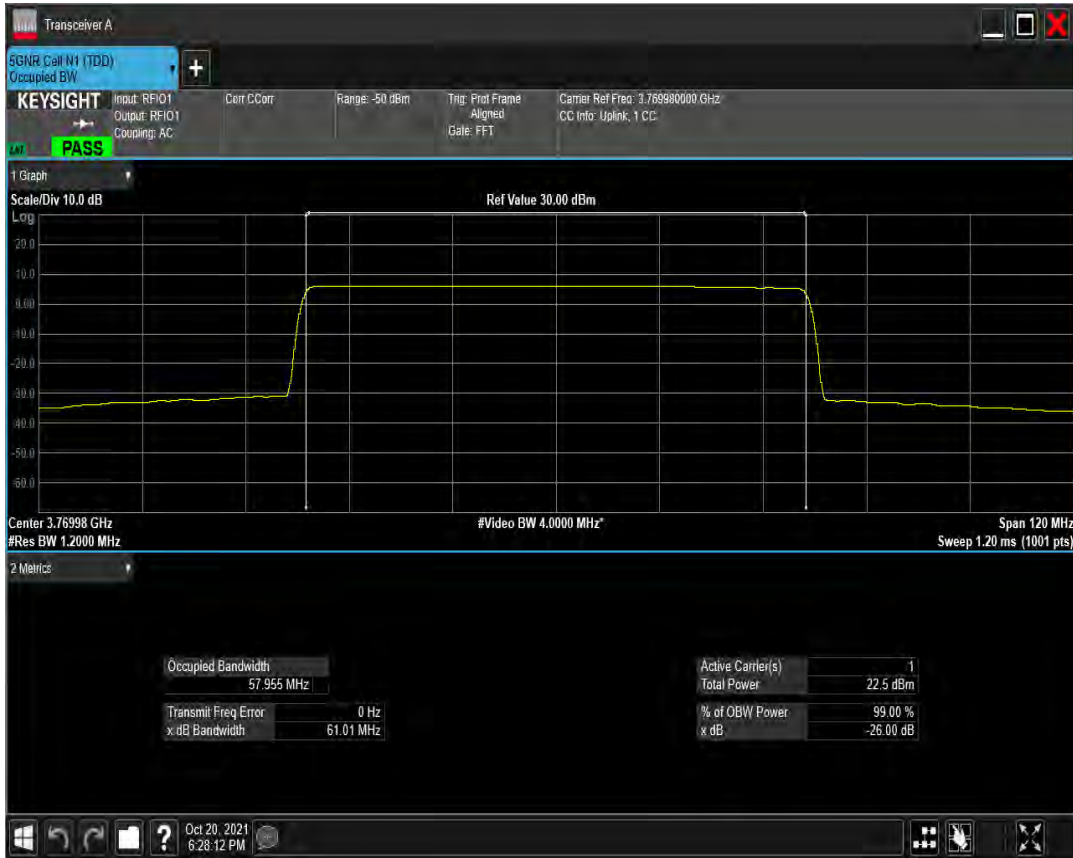 Transceiver A
5GNR Cell N1 (TDD)
Occupied BW
+
KEYSIGHT
Input: RFIO1
Output: RFIO1
Coupling: AC
Corr CCorr
Range: -50 dBm
Trig: Prot Frame
Aligned
Gate: FFT
Carrier Ref Freq: 3.769980000 GHz
CC Info: Uplink, 1 CC
PASS
1 Graph
Scale/Div 10.0 dB
Ref Value 30.00 dBm
Log
20.0
10.0
0.00
-10.0
-20.0
-30.0
-40.0
-50.0
-60.0
Center 3.76998 GHz
#Video BW 4.0000 MHz*
Span 120 MHz
#Res BW 1.2000 MHz
Sweep 1.20 ms (1001 pts)
2 Metrics
Occupied Bandwidth
57.955 MHz
Transmit Freq Error 0 Hz
x dB Bandwidth 61.01 MHz
Active Carrier(s) 1
Total Power 22.5 dBm
% of OBW Power 99.00 %
x dB -26.00 dB
?
Oct 20, 2021
6:28:12 PM